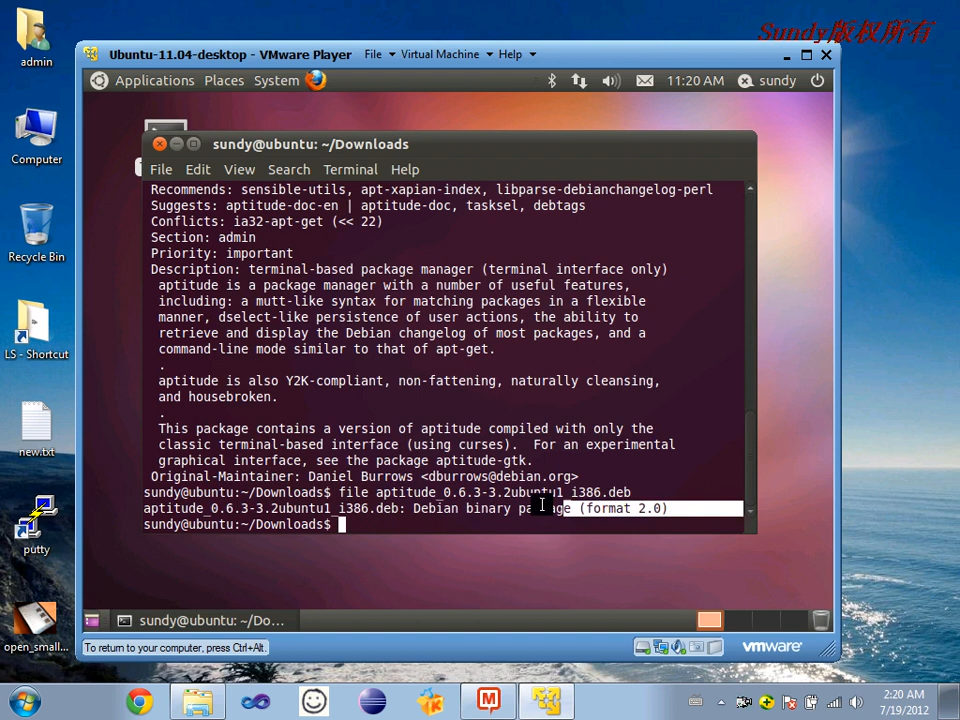 Sundy版权所有
admin
Computer
Recycle Bin
LS - Shortcut
new.txt
putty
open_small...
Ubuntu-11.04-desktop - VMware Player File Virtual Machine Help
Applications Places System 11:20 AM sundy
sundy@ubuntu: ~/Downloads
File Edit View Search Terminal Help
Recommends: sensible-utils, apt-xapian-index, libparse-debianchangelog-perl
Suggests: aptitude-doc-en | aptitude-doc, tasksel, debtags
Conflicts: ia32-apt-get (<< 22)
Section: admin
Priority: important
Description: terminal-based package manager (terminal interface only)
aptitude is a package manager with a number of useful features,
including: a mutt-like syntax for matching packages in a flexible
manner, dselect-like persistence of user actions, the ability to
retrieve and display the Debian changelog of most packages, and a
command-line mode similar to that of apt-get.
.
aptitude is also Y2K-compliant, non-fattening, naturally cleansing,
and housebroken.
.
This package contains a version of aptitude compiled with only the
classic terminal-based interface (using curses).  For an experimental
graphical interface, see the package aptitude-gtk.
Original-Maintainer: Daniel Burrows <dburrows@debian.org>
sundy@ubuntu:~/Downloads$ file aptitude_0.6.3-3.2ubuntu1_i386.deb
aptitude_0.6.3-3.2ubuntu1_i386.deb: Debian binary package (format 2.0)
sundy@ubuntu:~/Downloads$
sundy@ubuntu: ~/Do...
To return to your computer, press Ctrl+Alt.
vmware
2:20 AM
7/19/2012